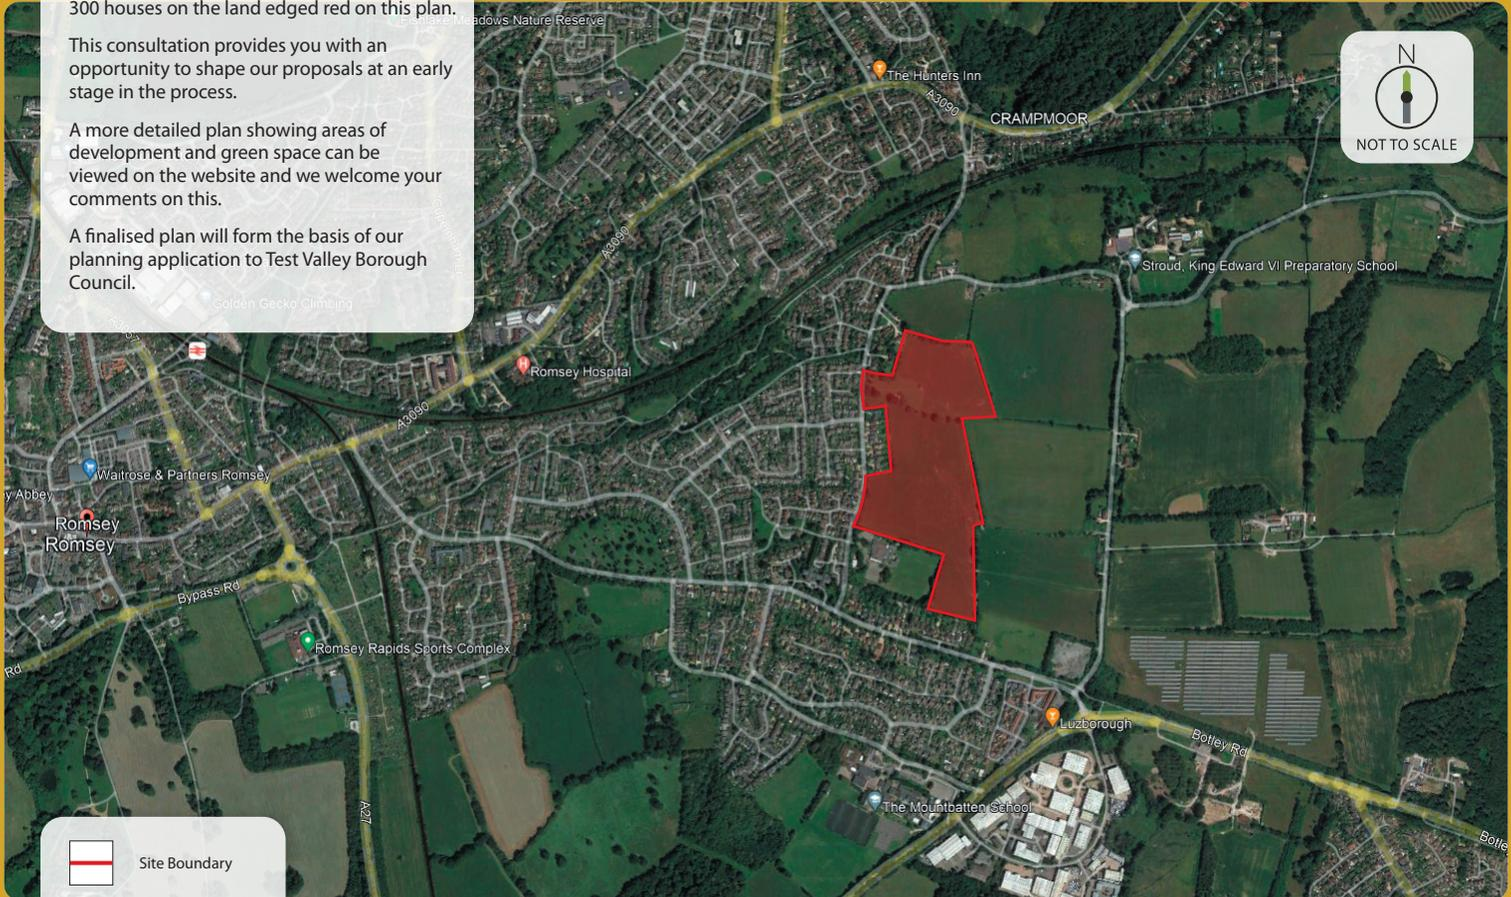 300 houses on the land edged red on this plan.
This consultation provides you with an
opportunity to shape our proposals at an early
stage in the process.
A more detailed plan showing areas of
development and green space can be
viewed on the website and we welcome your
comments on this.
A finalised plan will form the basis of our
planning application to Test Valley Borough
Council.
Fishlake Meadows Nature Reserve
Golden Gecko Climbing
The Hunters Inn
A3090
CRAMPMOOR
N
NOT TO SCALE
A3090
Stroud, King Edward VI Preparatory School
A3057
Romsey Hospital
A3090
Waitrose & Partners Romsey
y Abbey
Romsey
Romsey
Bypass Rd
Rd
Romsey Rapids Sports Complex
Luzborough
Botley Rd
The Mountbatten School
A27
Botle
Site Boundary